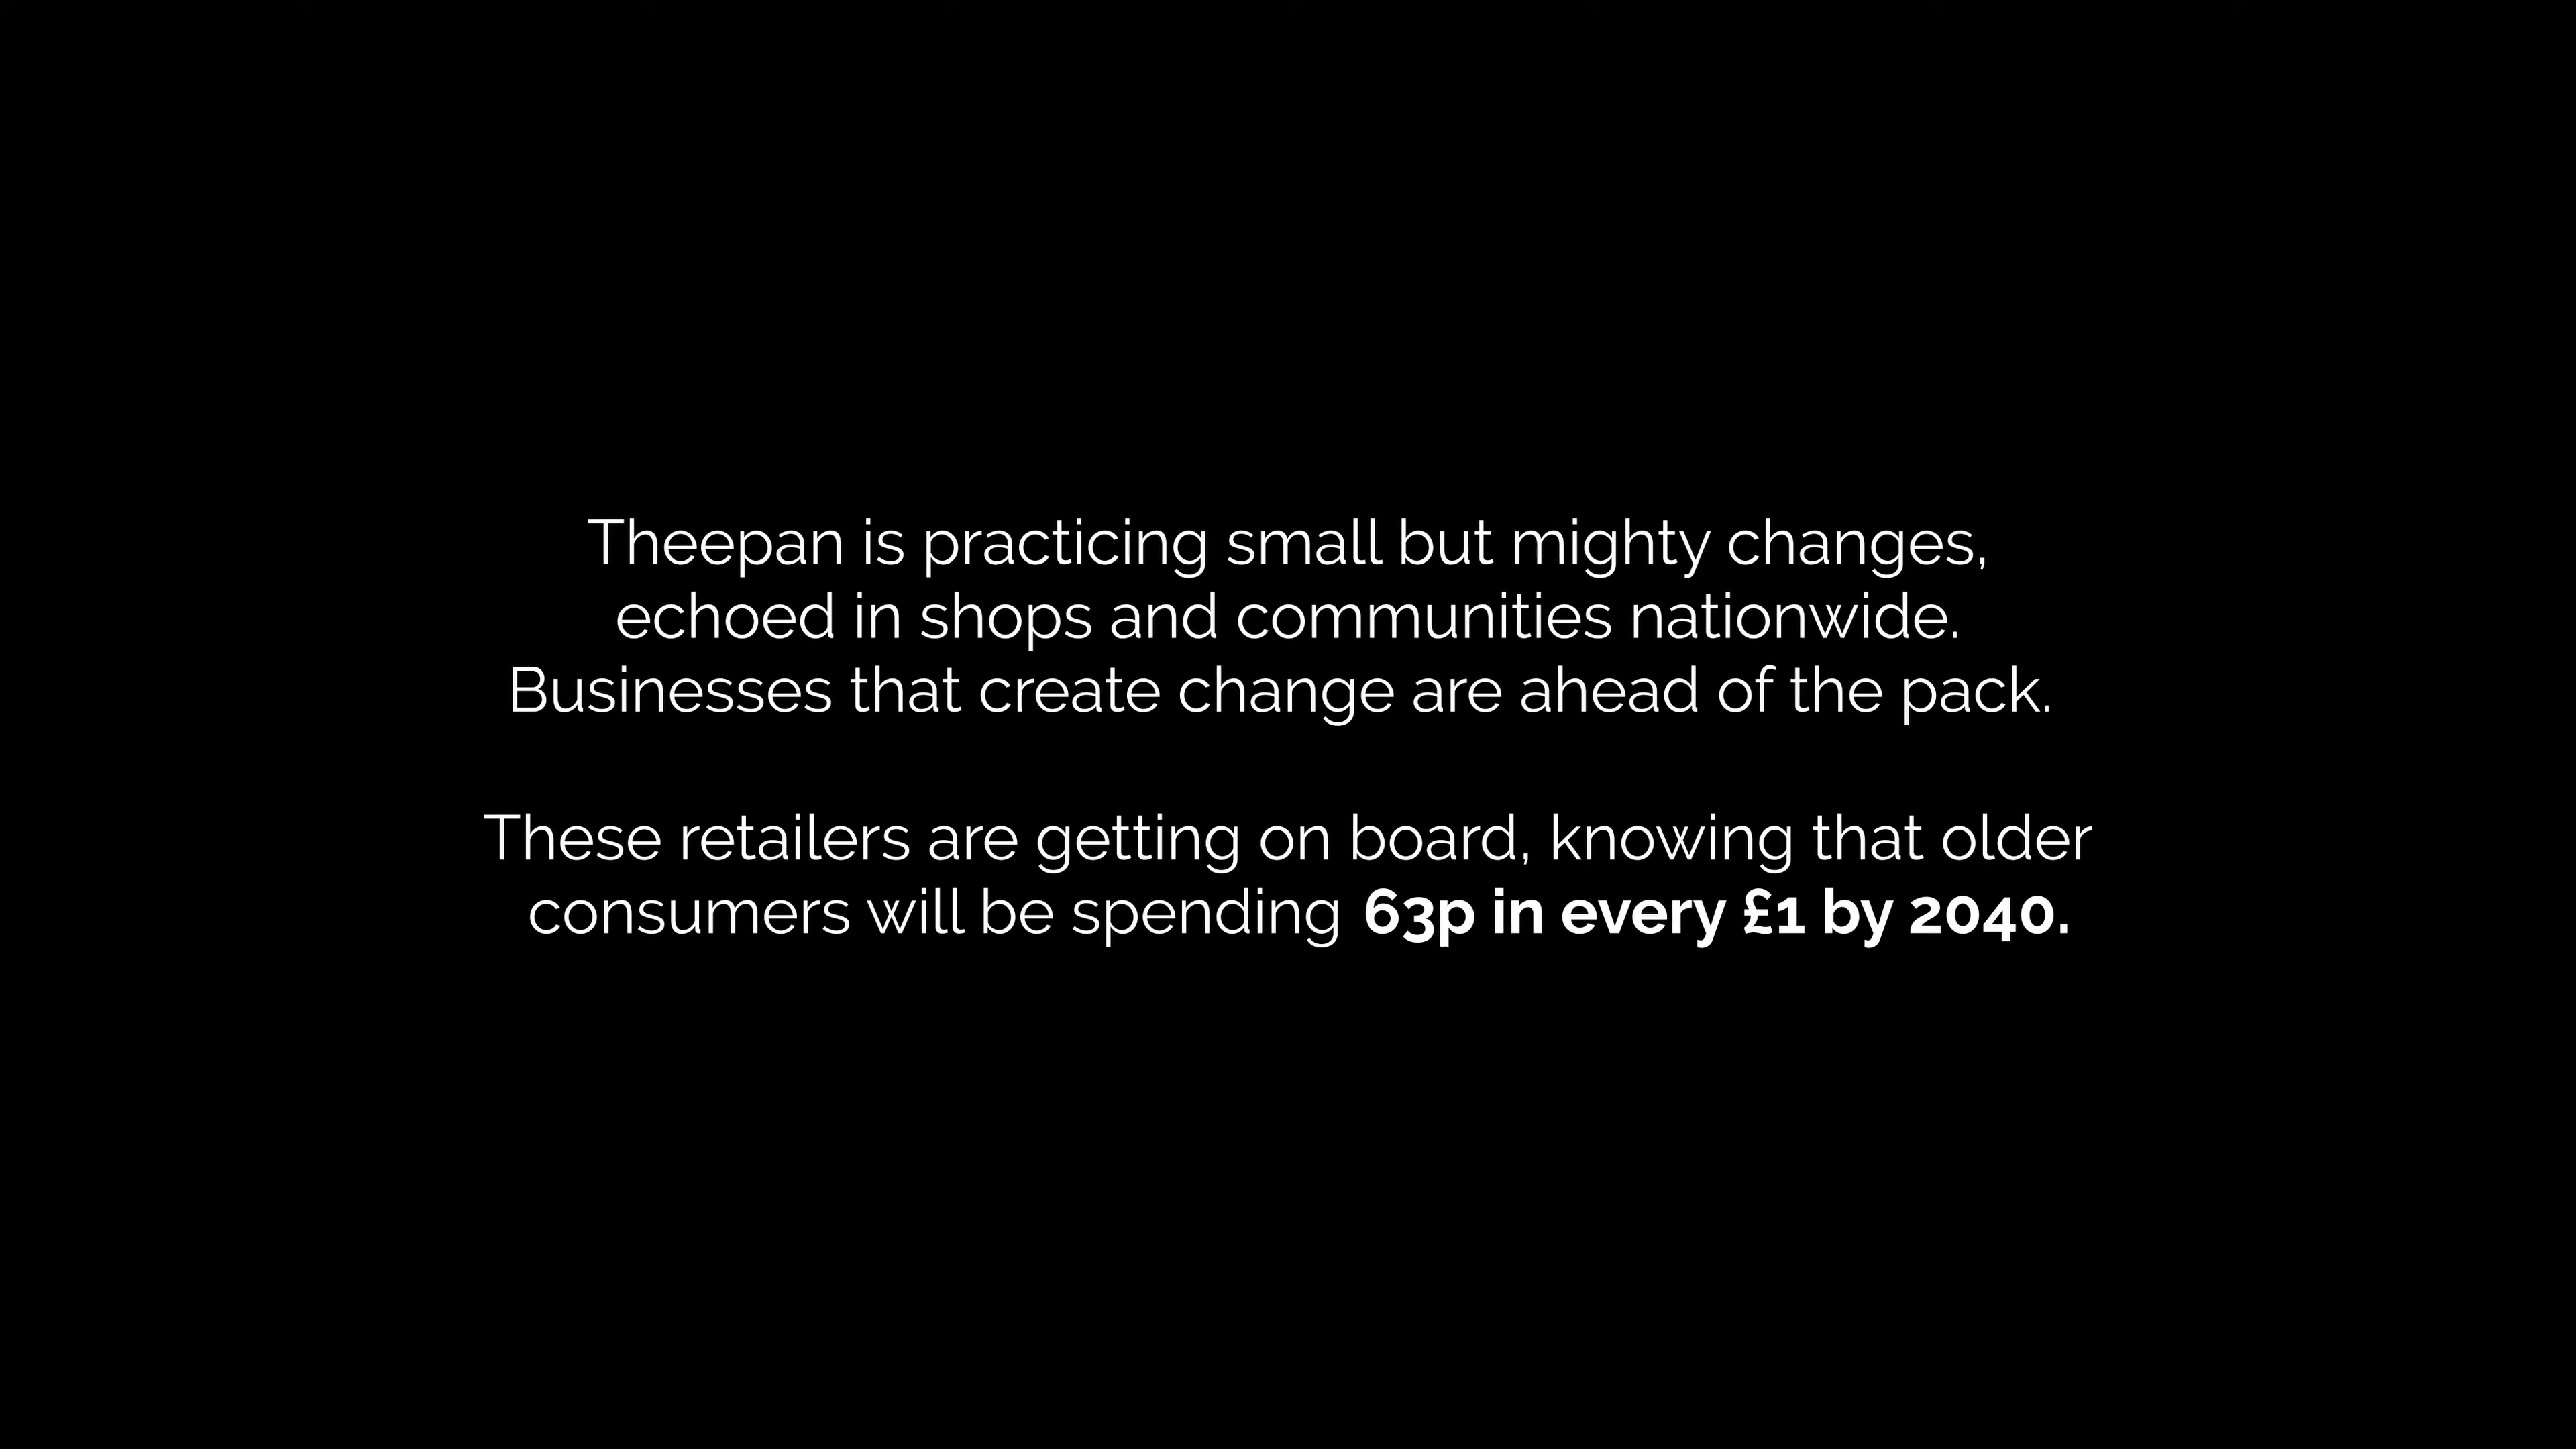 Theepan is practicing small but mighty changes,
echoed in shops and communities nationwide.
Businesses that create change are ahead of the pack.
These retailers are getting on board, knowing that older
consumers will be spending 63p in every £1 by 2040.